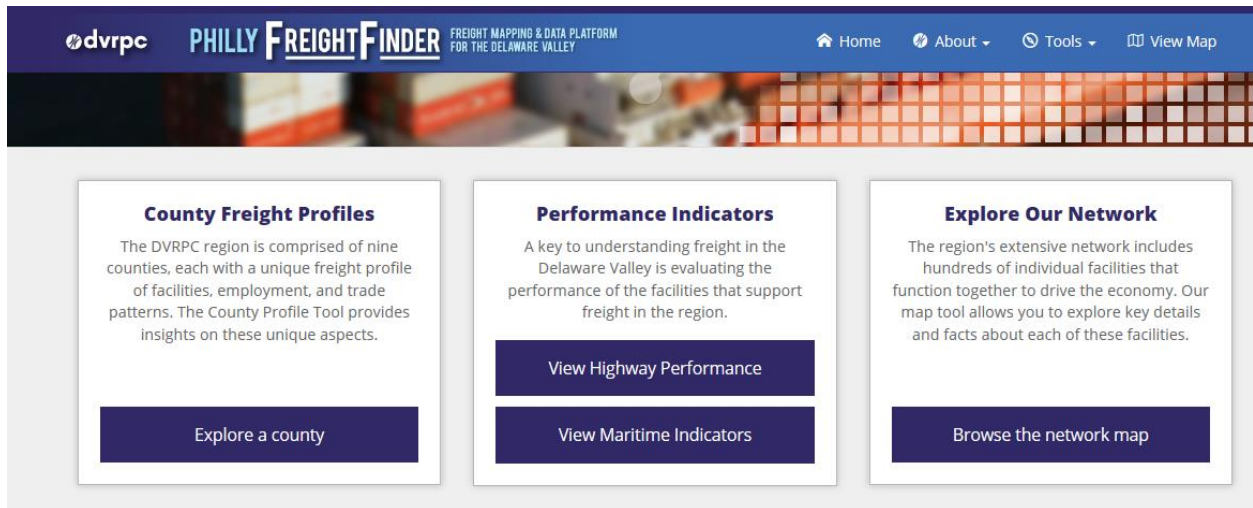 dvrpc
PHILLY FREIGHTFINDER
FREIGHT MAPPING & DATA PLATFORM
FOR THE DELAWARE VALLEY
Home
About
Tools
View Map
County Freight Profiles
The DVRPC region is comprised of nine
counties, each with a unique freight profile
of facilities, employment, and trade
patterns. The County Profile Tool provides
insights on these unique aspects.
Explore a county
Performance Indicators
A key to understanding freight in the
Delaware Valley is evaluating the
performance of the facilities that support
freight in the region.
View Highway Performance
View Maritime Indicators
Explore Our Network
The region's extensive network includes
hundreds of individual facilities that
function together to drive the economy. Our
map tool allows you to explore key details
and facts about each of these facilities.
Browse the network map